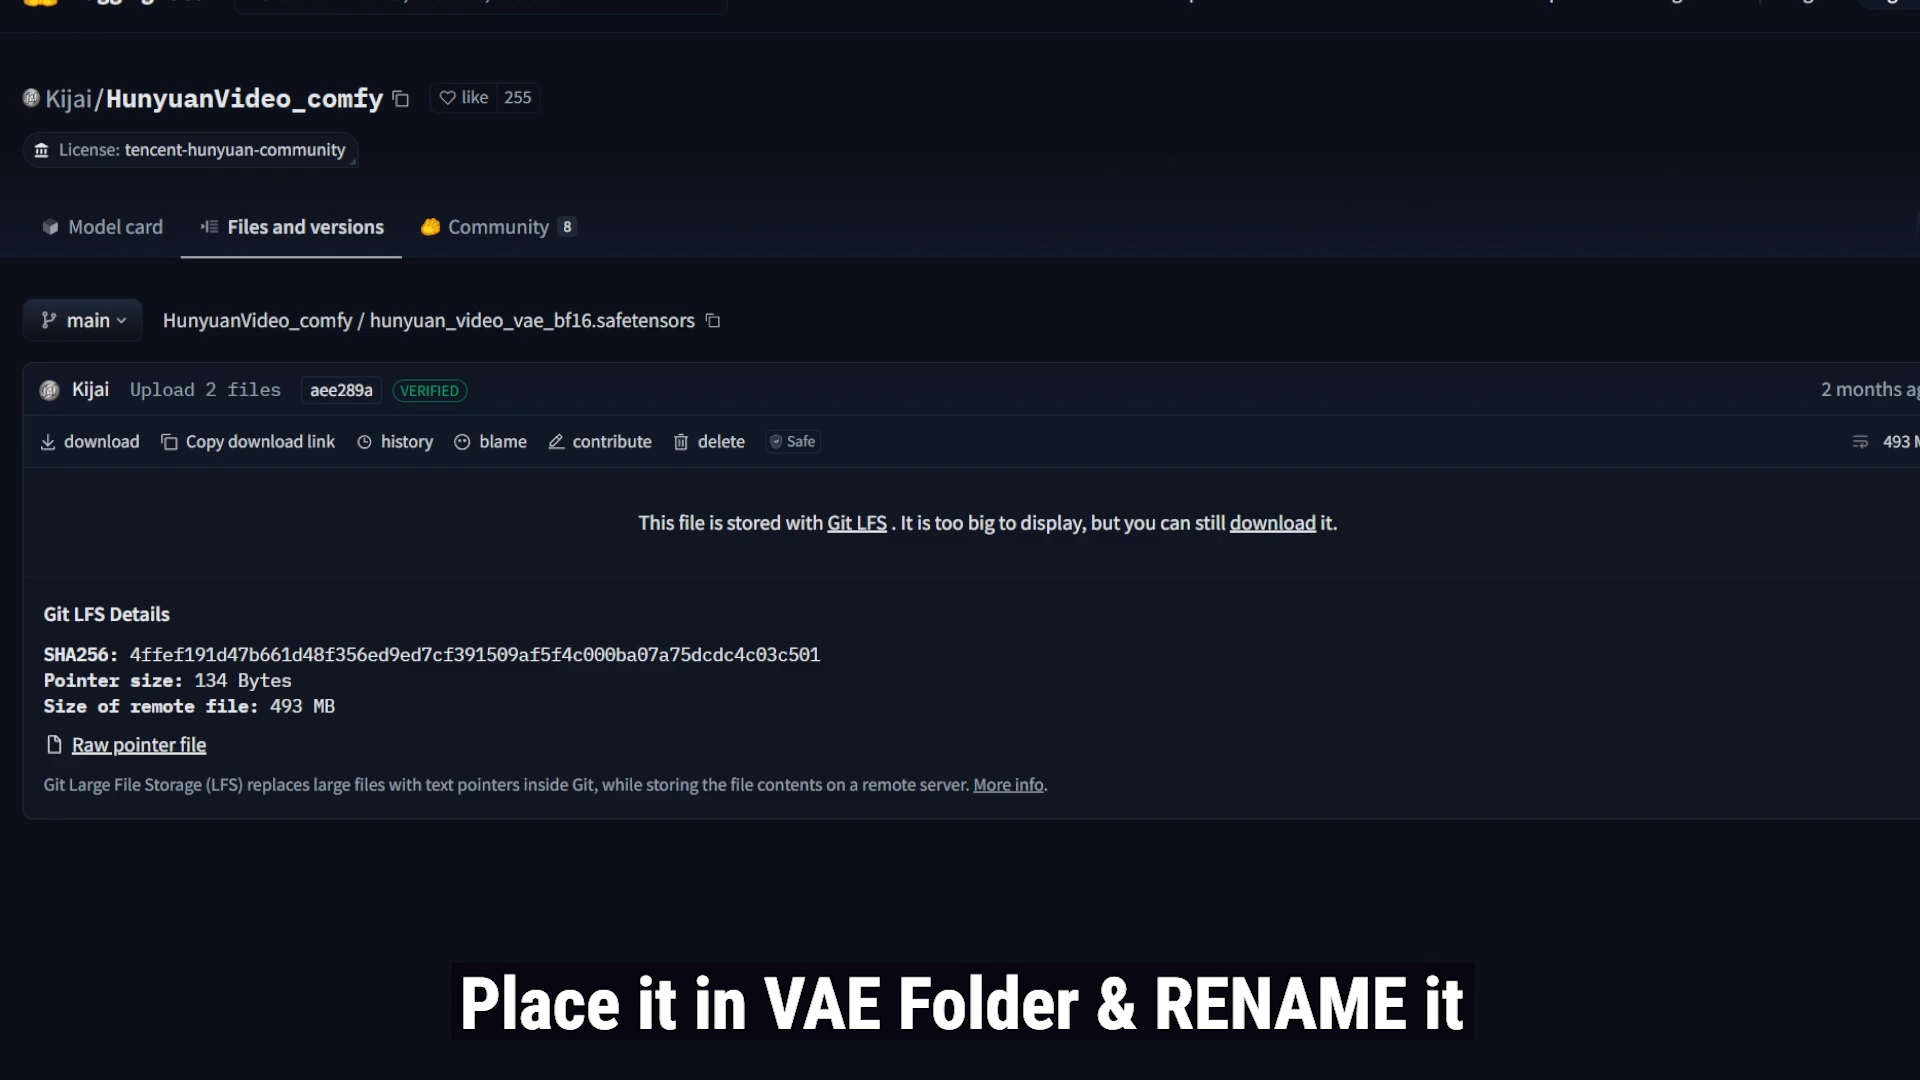 Kijai/HunyuanVideo_comfy like 255
License: tencent-hunyuan-community
Model card Files and versions Community 8
main HunyuanVideo_comfy / hunyuan_video_vae_bf16.safetensors
Kijai Upload 2 files aee289a VERIFIED 2 months
download Copy download link history blame contribute delete Safe 493
This file is stored with Git LFS . It is too big to display, but you can still download it.
Git LFS Details
SHA256: 4ffef191d47b661d48f356ed9ed7cf391509af5f4c000ba07a75dcdc4c03c501
Pointer size: 134 Bytes
Size of remote file: 493 MB
Raw pointer file
Git Large File Storage (LFS) replaces large files with text pointers inside Git, while storing the file contents on a remote server. More info.
Place it in VAE Folder & RENAME it